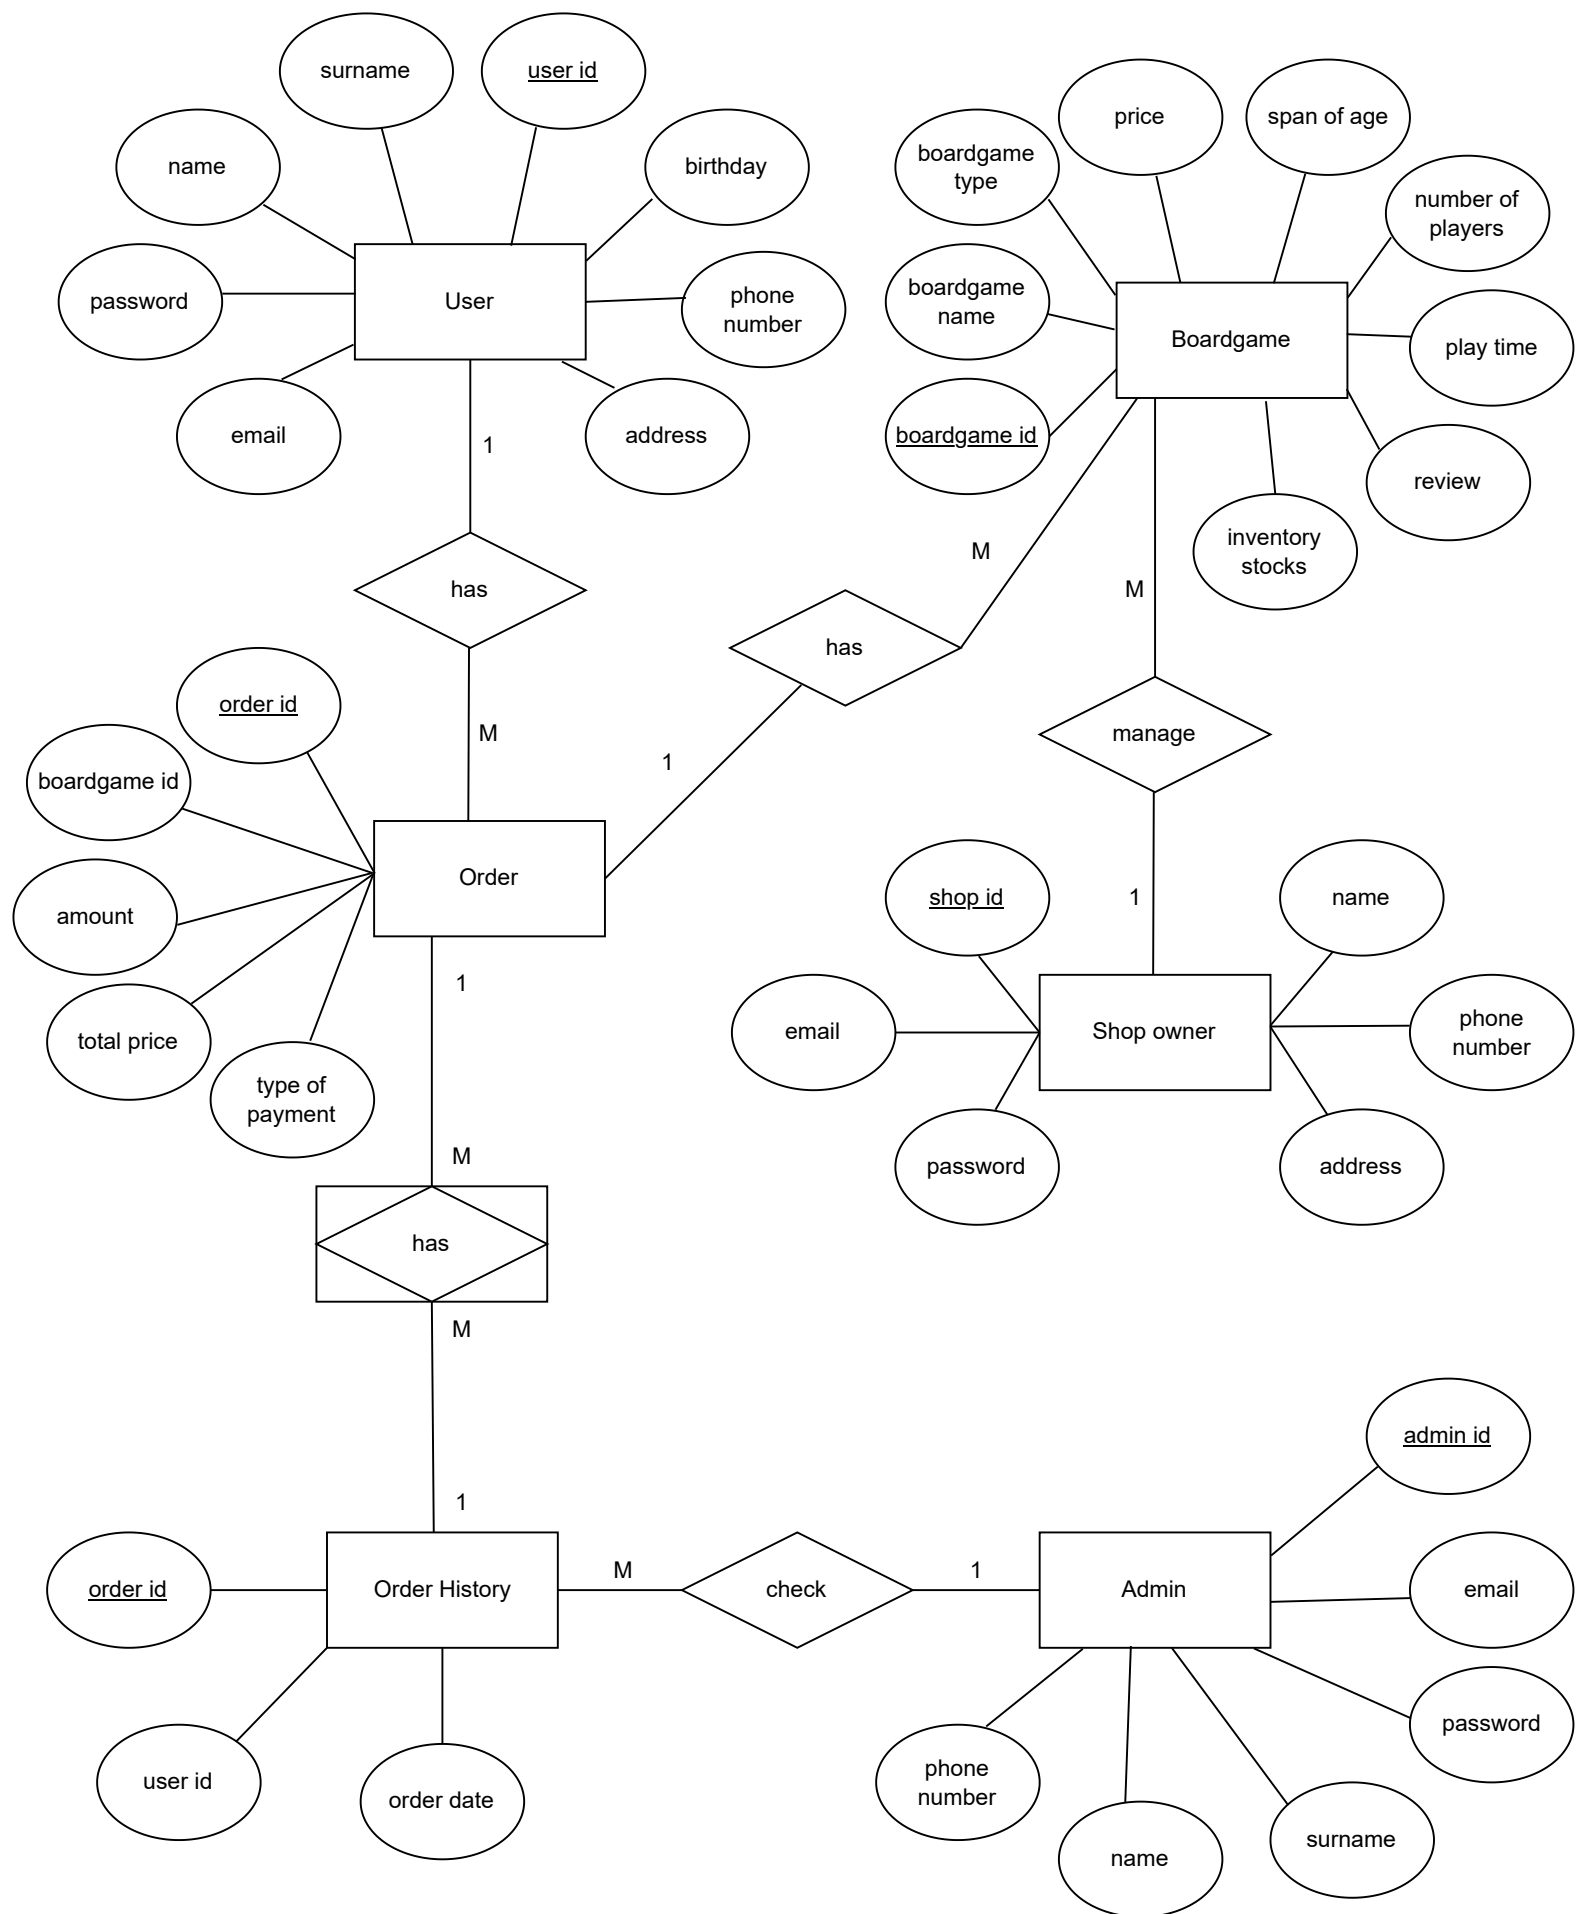 surname
user id
name
birthday
password
User
phone
number
email
address
1
has
M
price
span of age
boardgame
type
number of
players
boardgame
name
Boardgame
play time
boardgame id
review
inventory
stocks
M
M
has
1
manage
1
order id
boardgame id
amount
Order
total price
type of
payment
1
M
has
M
1
shop id
name
email
Shop owner
phone
number
password
address
order id
Order History
M
check
1
Admin
user id
order date
admin id
email
password
phone
number
name
surname